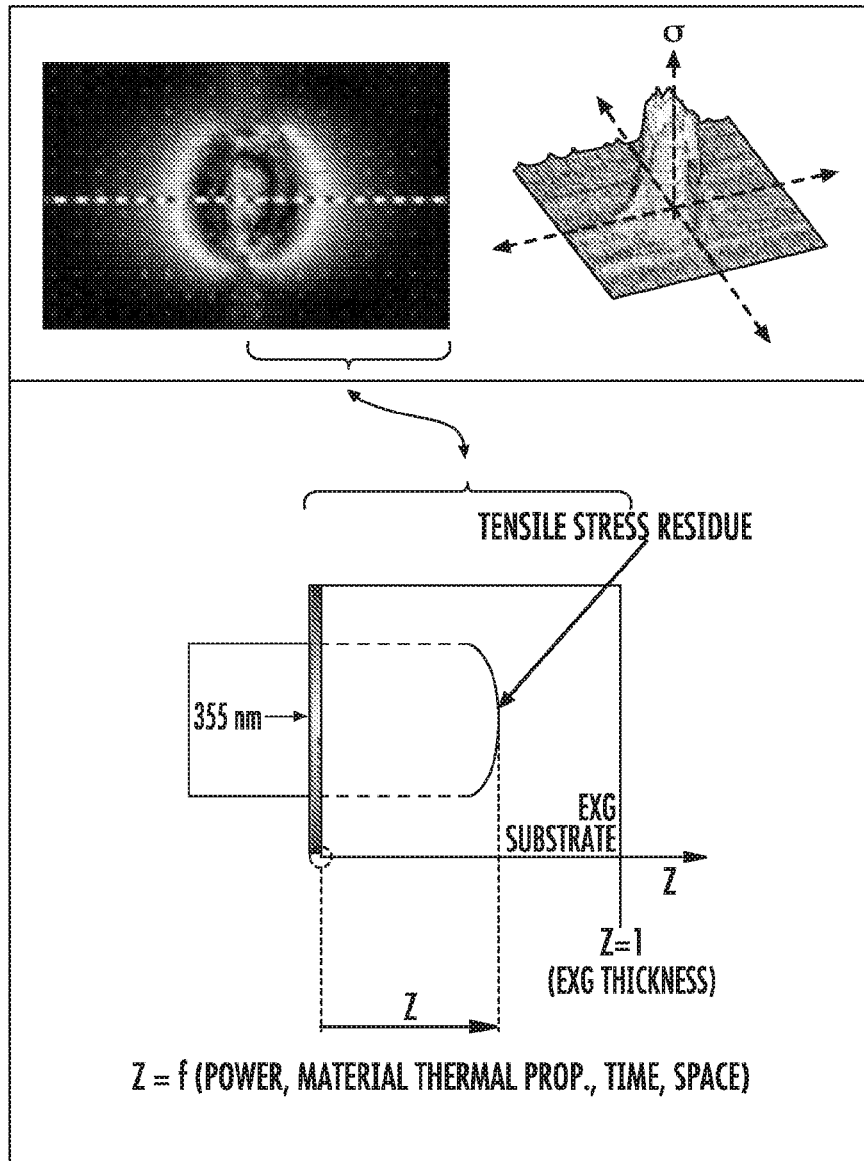 σ
TENSILE STRESS RESIDUE
355 nm
EXG
SUBSTRATE
Z
Z=1
(EXG THICKNESS)
Z
Z = f (POWER, MATERIAL THERMAL PROP., TIME, SPACE)